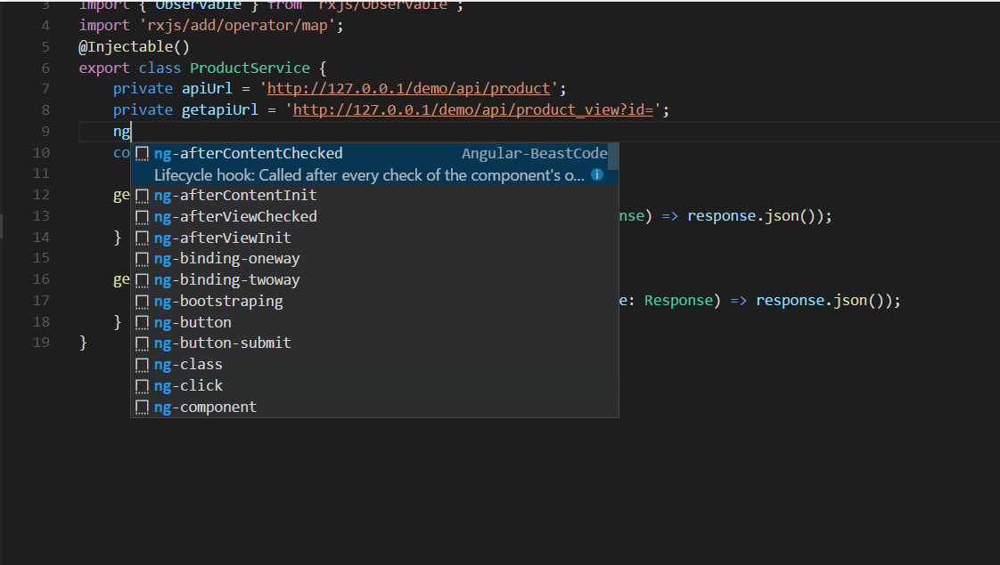 3 import { Observable } from 'rxjs/Observable';
4 import 'rxjs/add/operator/map';
5 @Injectable()
6 export class ProductService {
7 private apiUrl = 'http://127.0.0.1/demo/api/product';
8 private getapiUrl = 'http://127.0.0.1/demo/api/product_view?id=';
9 ng
10 co
ng-afterContentChecked Angular-BeastCode
11
Lifecycle hook: Called after every check of the component's o...
12 ge
ng-afterContentInit
13 nse) => response.json());
ng-afterViewChecked
14 }
ng-afterViewInit
15
ng-binding-oneway
16 ge
ng-binding-twoway
17 e: Response) => response.json());
ng-bootstraping
18 }
ng-button
19 }
ng-button-submit
ng-class
ng-click
ng-component